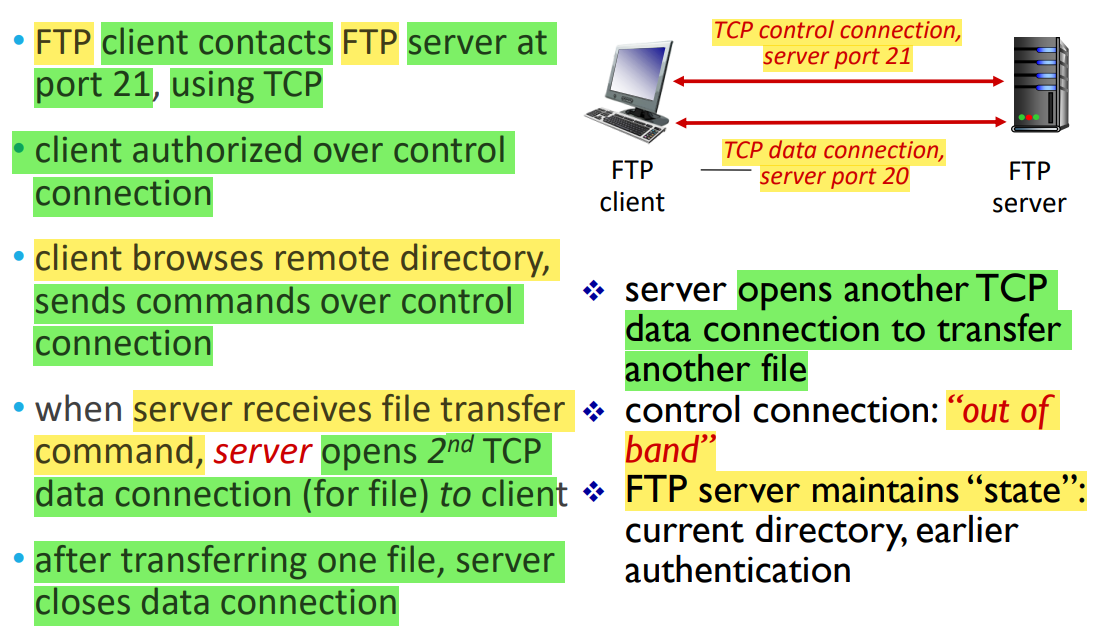 • FTP client contacts FTP server at
port 21, using TCP
• client authorized over control
connection
• client browses remote directory,
sends commands over control
connection
• when server receives file transfer
command, server opens 2nd TCP
data connection (for file) to client
• after transferring one file, server
closes data connection
TCP control connection,
server port 21
TCP data connection,
server port 20
FTP
client
FTP
server
❖ server opens another TCP
data connection to transfer
another file
❖ control connection: “out of
band”
❖ FTP server maintains “state”:
current directory, earlier
authentication